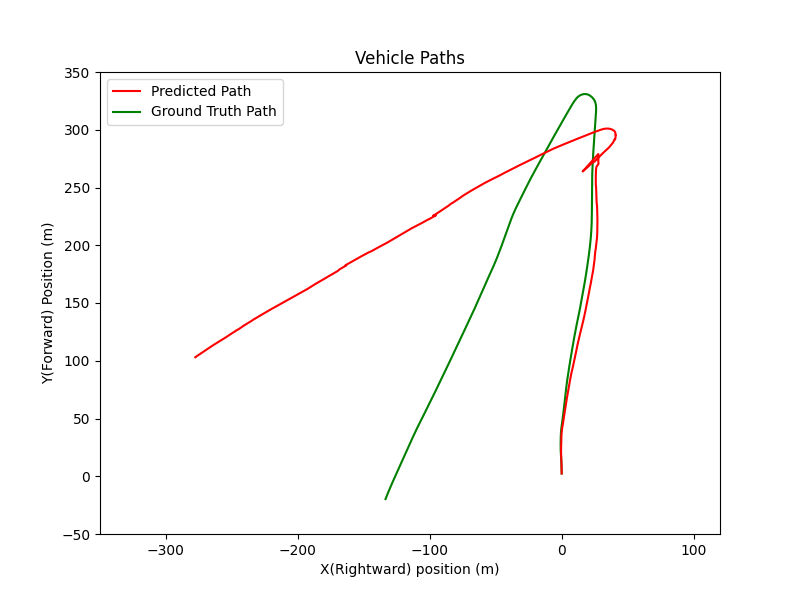 Vehicle Paths
Predicted Path
Ground Truth Path
350
300
250
200
150
100
50
0
−50
Y(Forward) Position (m)
−300
−200
−100
0
100
X(Rightward) position (m)